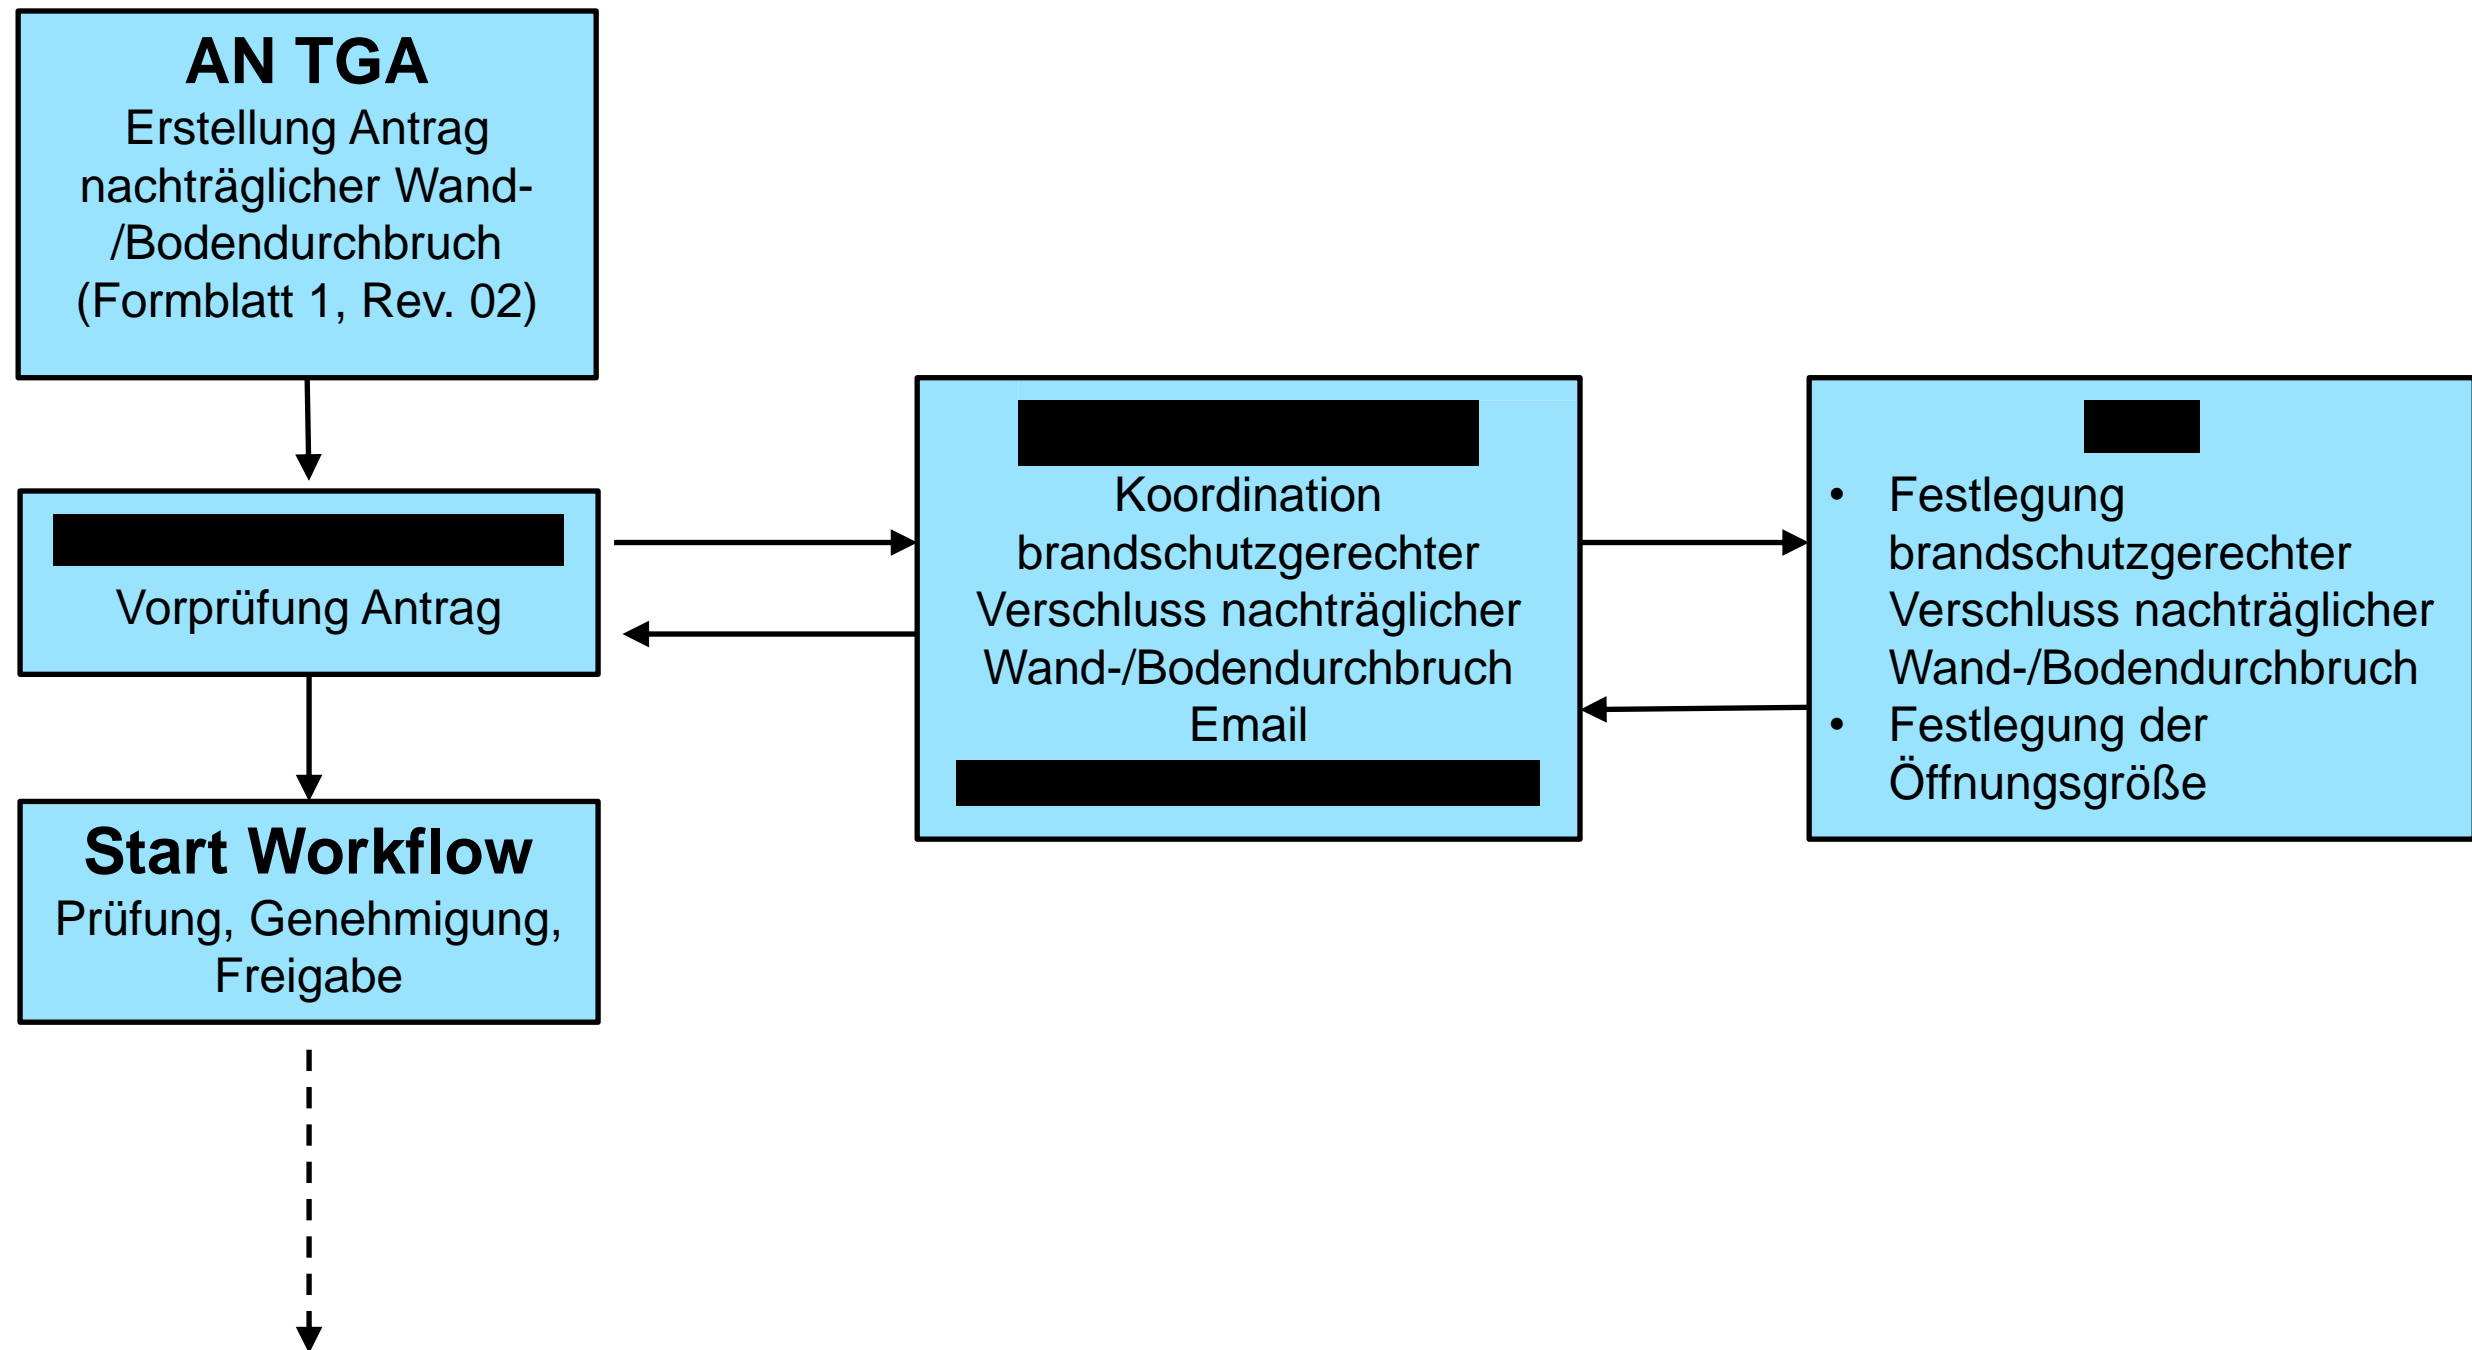 AN TGA
Erstellung Antrag
nachträglicher Wand-
/Bodendurchbruch
(Formblatt 1, Rev. 02)
Vorprüfung Antrag
Start Workflow
Prüfung, Genehmigung,
Freigabe
Koordination
brandschutzgerechter
Verschluss nachträglicher
Wand-/Bodendurchbruch
Email
• Festlegung
brandschutzgerechter
Verschluss nachträglicher
Wand-/Bodendurchbruch
• Festlegung der
Öffnungsgröße